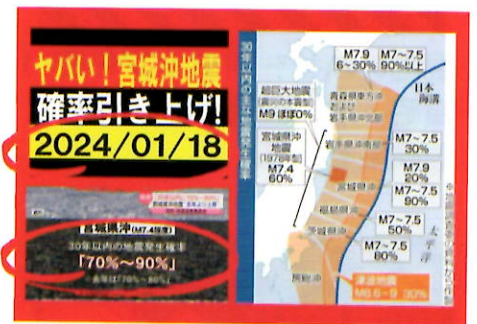 ヤバい!宮城沖地震
確率引き上げ!
2024/01/18
宮城県沖(M7.4程度)
30年以内の地震発生確率
「70%～90%」
30年以内の主な地震発生確率
M7.9
6～30%
M7～7.5
90%以上
日本
海溝
超巨大地震
M9 ほぼ0%
青森県東方沖
および
岩手県沖北部
宮城県沖
地震
(1978年型)
M7.4
60%
岩手県沖南部
M7～7.5
30%
M7.9
20%
宮城県沖
M7～7.5
90%
福島県沖
M7～7.5
50%
茨城県沖
M7～7.5
80%
太平洋
房総沖
津波地震
M8.6～9 30%